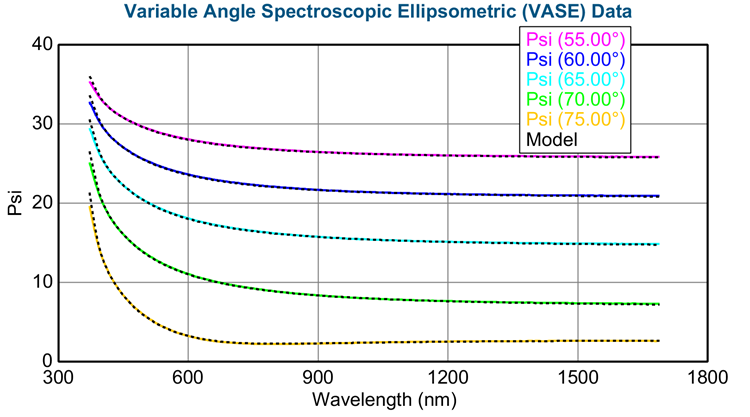 Variable Angle Spectroscopic Ellipsometric (VASE) Data
40
30
20
10
0
Psi
Psi (55.00°)
Psi (60.00°)
Psi (65.00°)
Psi (70.00°)
Psi (75.00°)
Model
300 600 900 1200 1500 1800
Wavelength (nm)